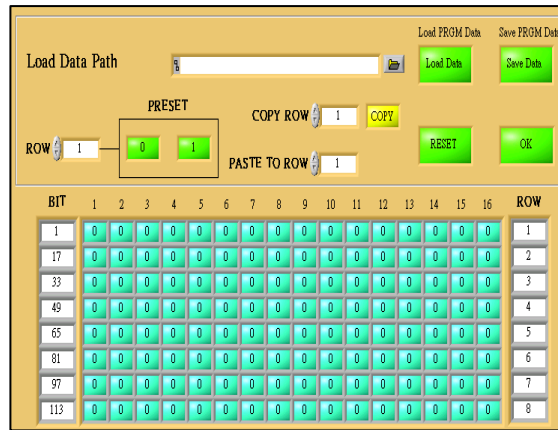 Load PRGM Data Save PRGM Data
Load Data Path Load Data Save Data
PRESET
COPY ROW 1 COPY
ROW 1 0 1 RESET OK
PASTE TO ROW 1
BIT 1 2 3 4 5 6 7 8 9 10 11 12 13 14 15 16 ROW
1 0 0 0 0 0 0 0 0 0 0 0 0 0 0 0 0 1
17 0 0 0 0 0 0 0 0 0 0 0 0 0 0 0 0 2
33 0 0 0 0 0 0 0 0 0 0 0 0 0 0 0 0 3
49 0 0 0 0 0 0 0 0 0 0 0 0 0 0 0 0 4
65 0 0 0 0 0 0 0 0 0 0 0 0 0 0 0 0 5
81 0 0 0 0 0 0 0 0 0 0 0 0 0 0 0 0 6
97 0 0 0 0 0 0 0 0 0 0 0 0 0 0 0 0 7
113 0 0 0 0 0 0 0 0 0 0 0 0 0 0 0 0 8